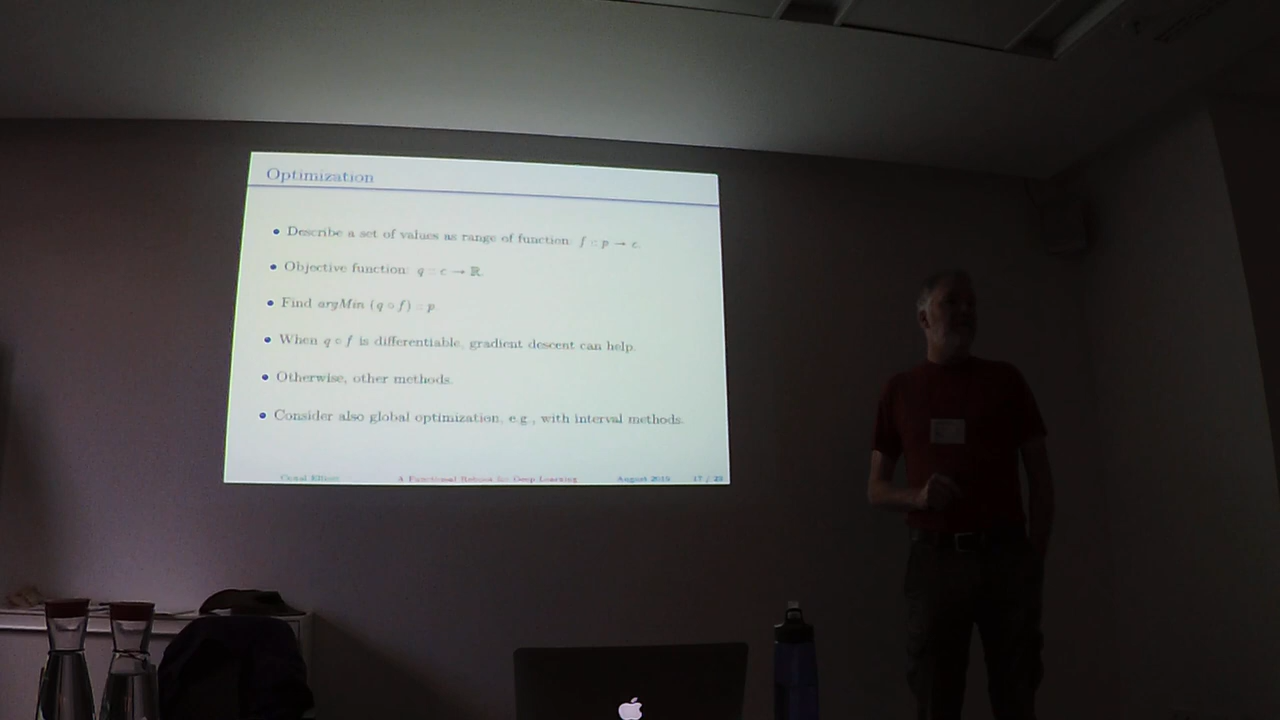 Optimization
• Describe a set of values as range of function: f :: p → c.
• Objective function: q :: c → ℝ.
• Find argMin (q ∘ f) :: p
• When q ∘ f is differentiable, gradient descent can help.
• Otherwise, other methods.
• Consider also global optimization, e.g., with interval methods.
Conal Elliott A Functional Reboot for Deep Learning August 2019 17 / 23